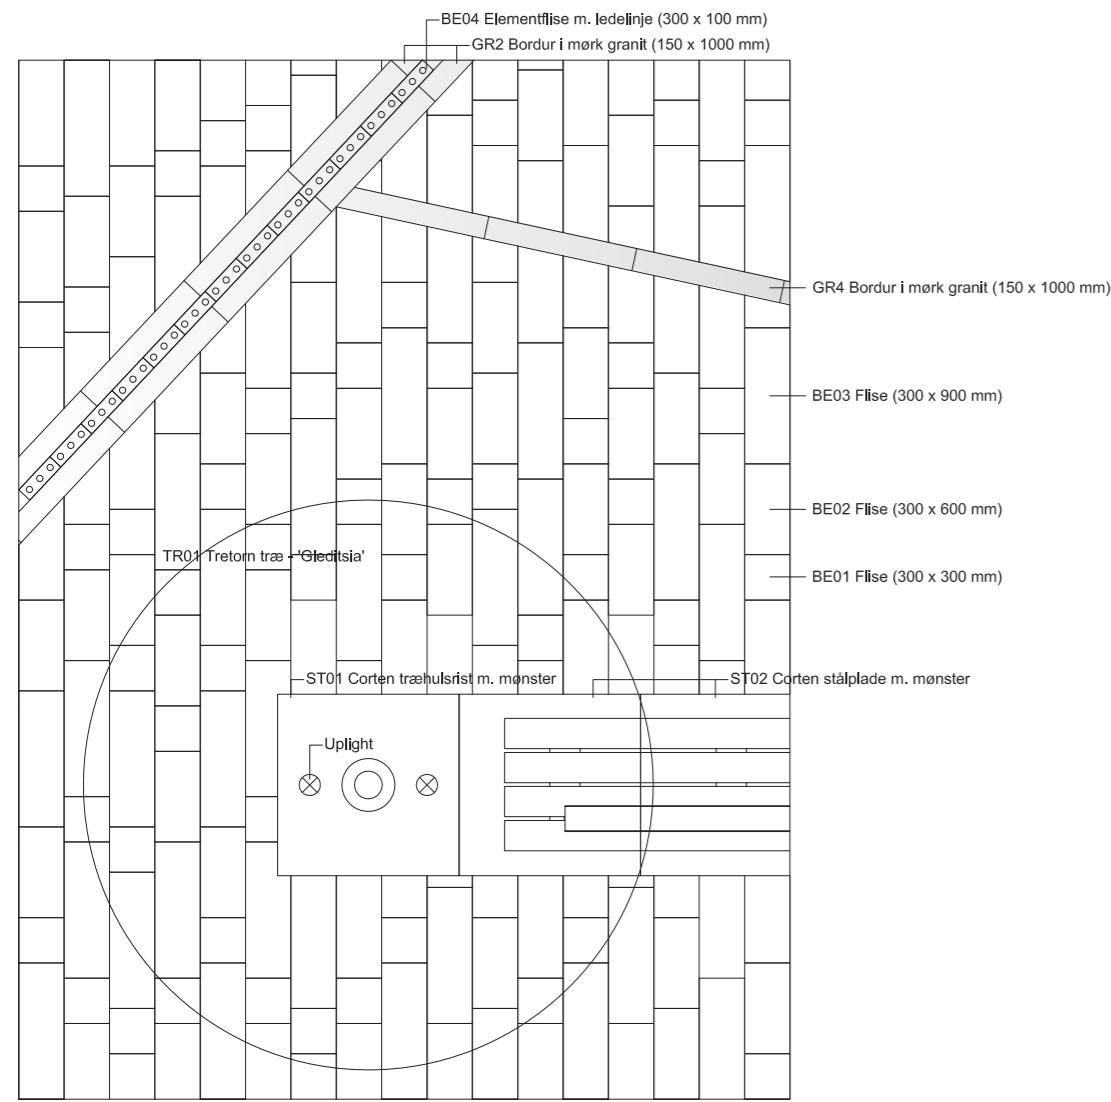 BE04 Elementflise m. ledelinje (300 x 100 mm)
GR2 Bordur i mørk granit (150 x 1000 mm)
GR4 Bordur i mørk granit (150 x 1000 mm)
BE03 Flise (300 x 900 mm)
BE02 Flise (300 x 600 mm)
TR01 Tretorn træ - 'Gleditsia'
BE01 Flise (300 x 300 mm)
ST01 Corten træhulsrist m. mønster
ST02 Corten stålplade m. mønster
Uplight